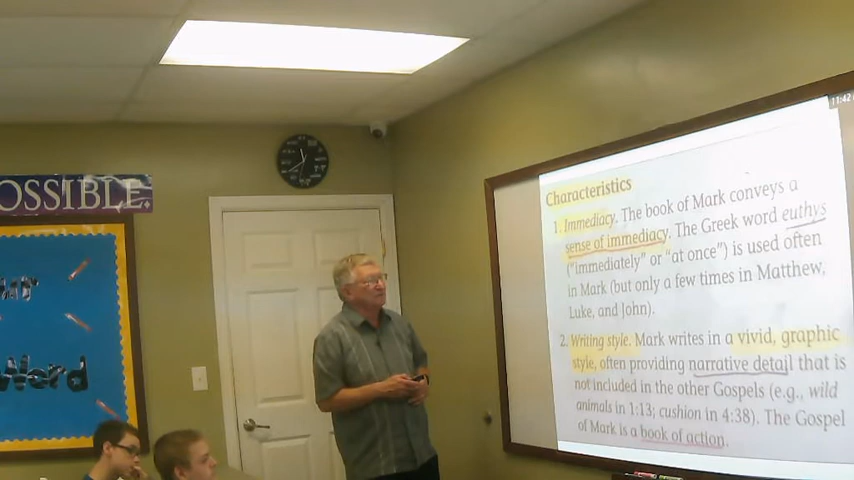 OSSIBLE.
Word
11:42
Characteristics
1. Immediacy. The book of Mark conveys a
sense of immediacy. The Greek word euthys
("immediately" or "at once") is used often
in Mark (but only a few times in Matthew,
Luke, and John).
2. Writing style. Mark writes in a vivid, graphic
style, often providing narrative detail that is
not included in the other Gospels (e.g., wild
animals in 1:13; cushion in 4:38). The Gospel
of Mark is a book of action.